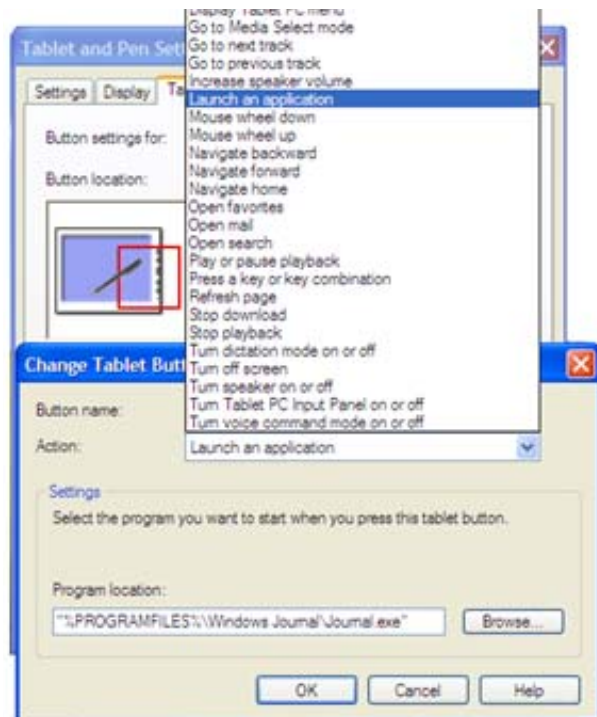 Display Tablet PC menu
Go to Media Select mode
Tablet and Pen Set
Go to next track
Go to previous track
Increase speaker volume
Settings Display Ta
Launch an application
Mouse wheel down
Button settings for:
Mouse wheel up
Navigate backward
Button location:
Navigate forward
Navigate home
Open favorites
Open mail
Open search
Play or pause playback
Press a key or key combination
Refresh page
Stop download
Stop playback
Turn dictation mode on or off
Change Tablet But
Turn off screen
Turn speaker on or off
Button name:
Turn Tablet PC Input Panel on or off
Turn voice command mode on or off
Action:
Launch an application
Settings
Select the program you want to start when you press this tablet button.
Program location:
"%PROGRAMFILES%\Windows Journal\Journal.exe"
Browse...
OK Cancel Help